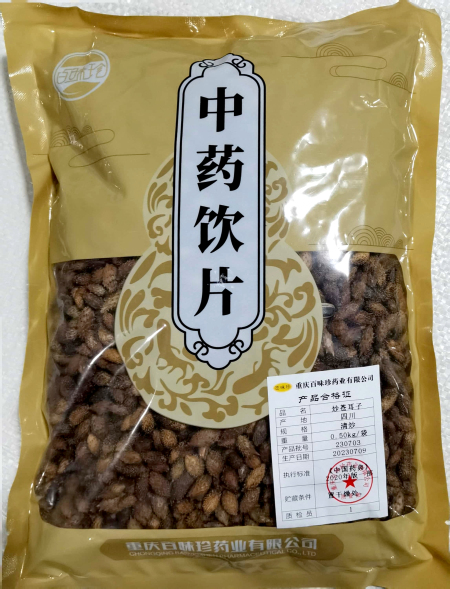 中药饮片
重庆百味珍药业有限公司
产品合格证
品名 炒苍耳子
产地 四川
规格 清炒
重量 0.50kg/袋
产品批号 230703
生产日期 20230709
执行标准 《中国药典》2020年版
贮藏条件 置干燥处
质检员 1
重庆百味珍药业有限公司